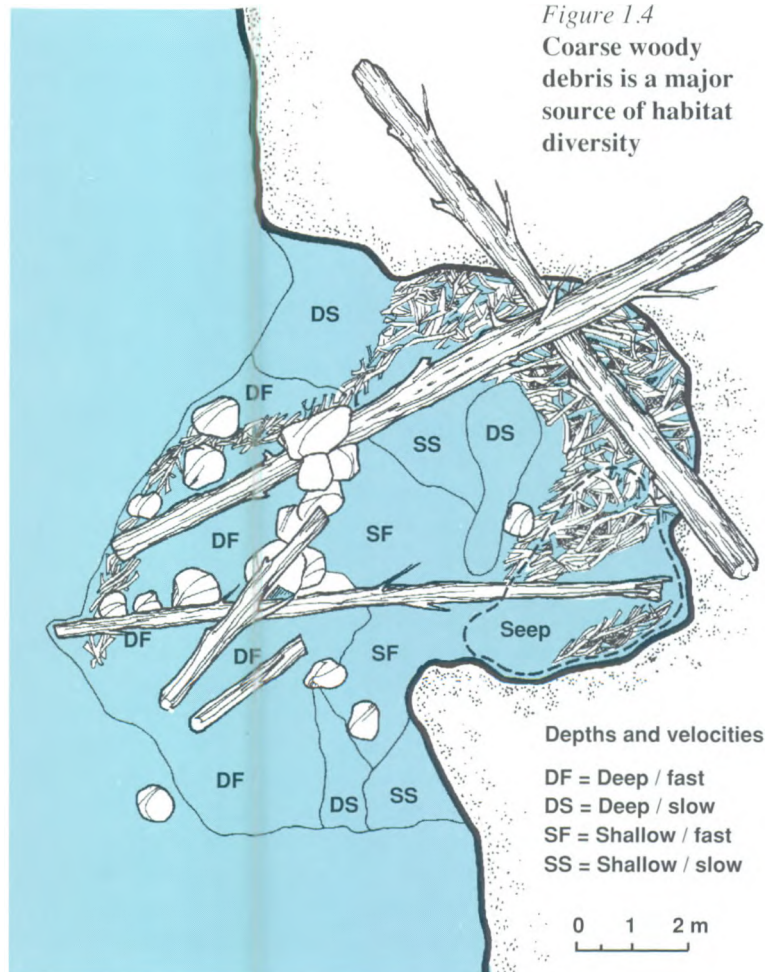 Figure 1.4
Coarse woody
debris is a major
source of habitat
diversity
DS
DF
SS
DS
DF
SF
DF
DF
SF
Seep
DF
DS
SS
Depths and velocities
DF = Deep / fast
DS = Deep / slow
SF = Shallow / fast
SS = Shallow / slow
0 1 2 m